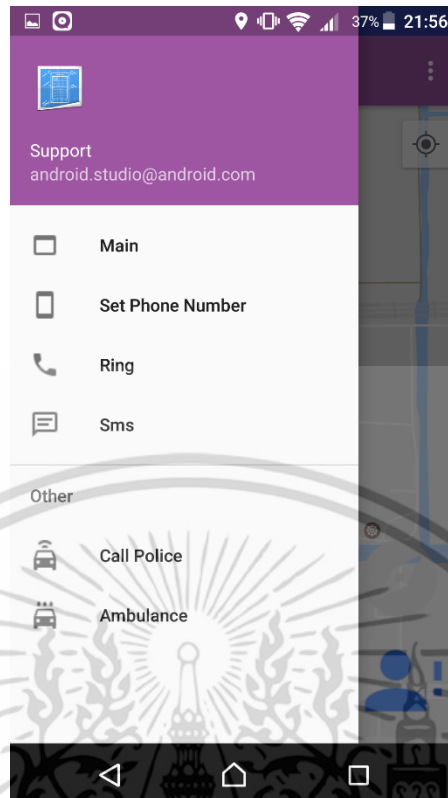 37% 21:56
Support
android.studio@android.com
Main
Set Phone Number
Ring
Sms
Other
Call Police
Ambulance